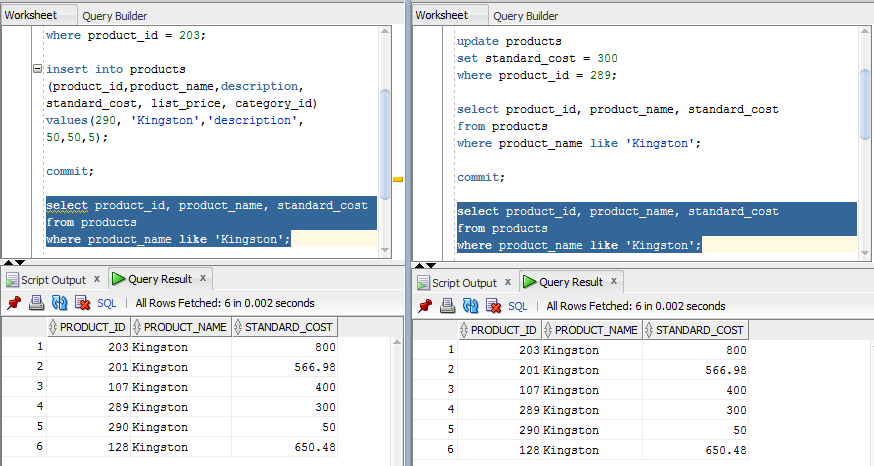 Worksheet Query Builder
where product_id = 203;
insert into products
(product_id,product_name,description,
standard_cost, list_price, category_id)
values(290, 'Kingston','description',
50,50,5);
commit;
select product_id, product_name, standard_cost
from products
where product_name like 'Kingston';
Script Output x Query Result x
SQL | All Rows Fetched: 6 in 0.002 seconds
PRODUCT_ID PRODUCT_NAME STANDARD_COST
1 203 Kingston 800
2 201 Kingston 566.98
3 107 Kingston 400
4 289 Kingston 300
5 290 Kingston 50
6 128 Kingston 650.48
Worksheet Query Builder
update products
set standard_cost = 300
where product_id = 289;
select product_id, product_name, standard_cost
from products
where product_name like 'Kingston';
commit;
select product_id, product_name, standard_cost
from products
where product_name like 'Kingston';
Script Output x Query Result x
SQL | All Rows Fetched: 6 in 0.002 seconds
PRODUCT_ID PRODUCT_NAME STANDARD_COST
1 203 Kingston 800
2 201 Kingston 566.98
3 107 Kingston 400
4 289 Kingston 300
5 290 Kingston 50
6 128 Kingston 650.48